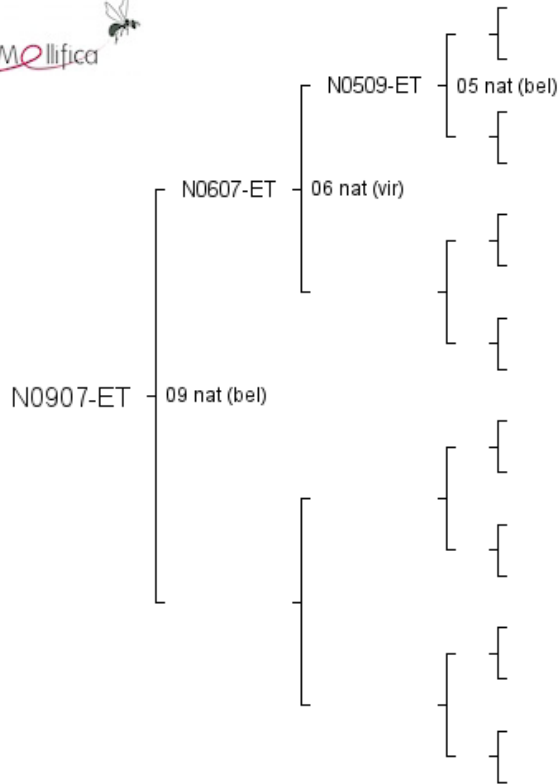 Mellifica
N0509-ET 05 nat (bel)
N0607-ET 06 nat (vir)
N0907-ET 09 nat (bel)